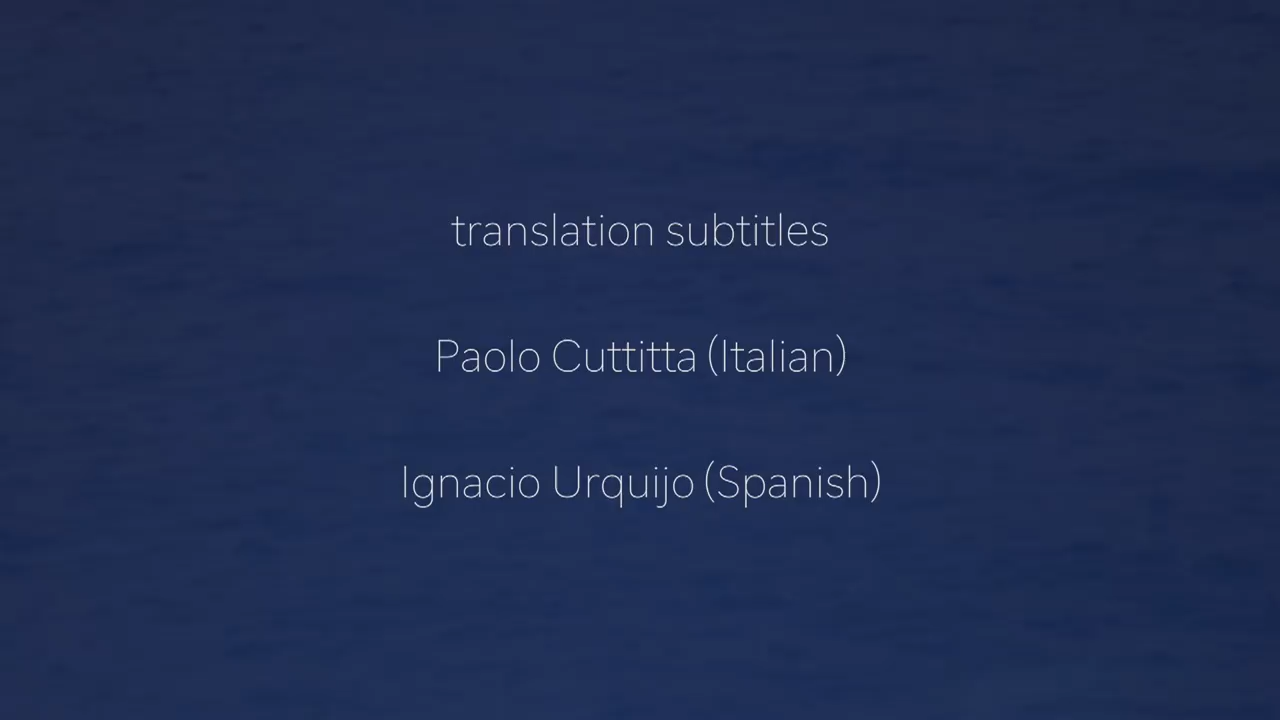 translation subtitles
Paolo Cuttitta (Italian)
Ignacio Urquijo (Spanish)